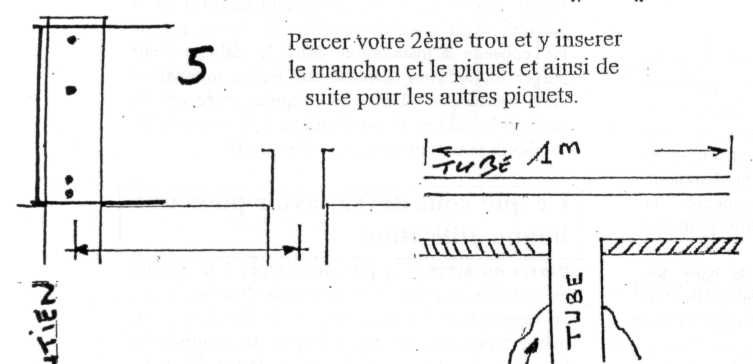 5
Percer votre 2ème trou et y inserer
le manchon et le piquet et ainsi de
suite pour les autres piquets.
TUBE 1m
TUBE